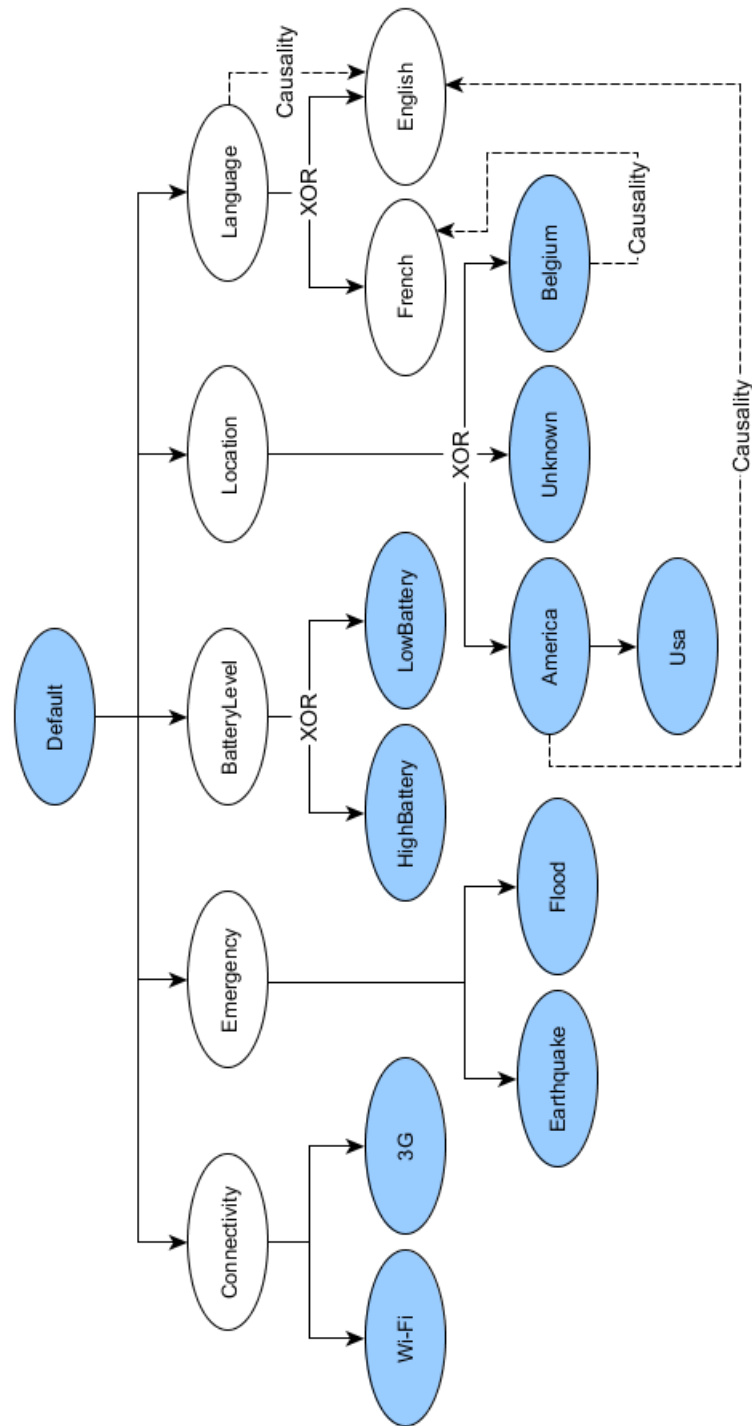 Default
Connectivity
Emergency
BatteryLevel
Location
Language
Causality
XOR
XOR
Wi-Fi
3G
HighBattery
LowBattery
French
English
XOR
Causality
Earthquake
Flood
America
Unknown
Belgium
Usa
Causality